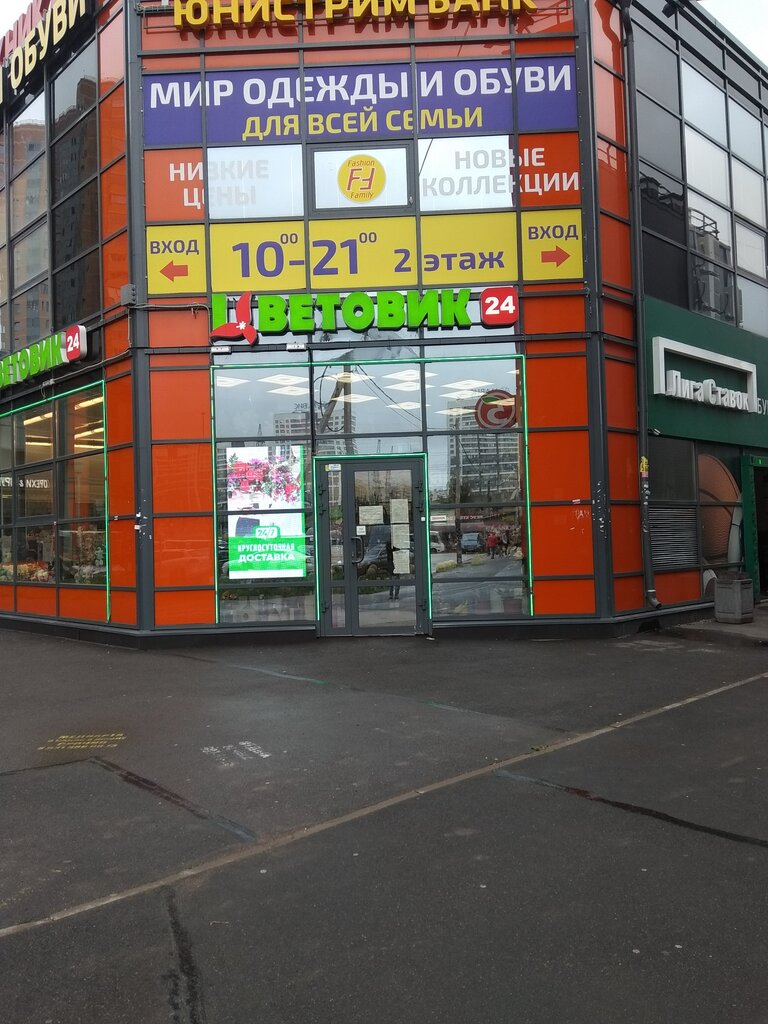 ЮНИСТРИМ БАНК
ОБУВИ
МИР ОДЕЖДЫ И ОБУВИ
ДЛЯ ВСЕЙ СЕМЬИ
НИЗКИЕ
ЦЕНЫ
Fashion
FF
Family
НОВЫЕ
КОЛЛЕКЦИИ
ВХОД
10⁰⁰-21⁰⁰ 2 этаж
ВХОД
ЦВЕТОВИК 24
ВЕТОВИК 24
Лига Ставок
24/7
КРУГЛОСУТОЧНАЯ
ДОСТАВКА